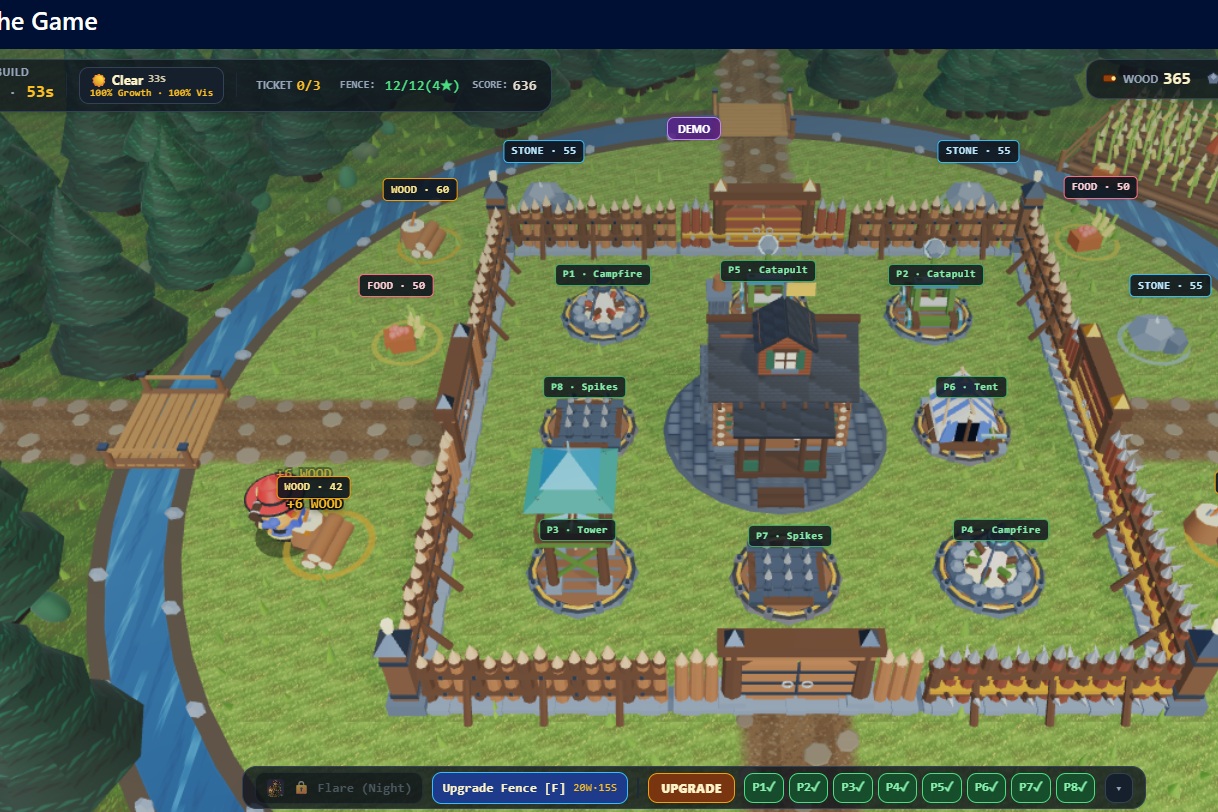 he Game
UILD
· 53s
Clear 33s
100% Growth · 100% Vis
TICKET 0/3
FENCE: 12/12(4★)
SCORE: 636
WOOD 365
DEMO
STONE · 55
STONE · 55
WOOD · 60
FOOD · 50
P1 · Campfire
P5 · Catapult
P2 · Catapult
FOOD · 50
STONE · 55
P8 · Spikes
P6 · Tent
+6 WOOD
WOOD · 42
+6 WOOD
P3 · Tower
P7 · Spikes
P4 · Campfire
Flare (Night)
Upgrade Fence [F] 20W·15S
UPGRADE
P1✓
P2✓
P3✓
P4✓
P5✓
P6✓
P7✓
P8✓